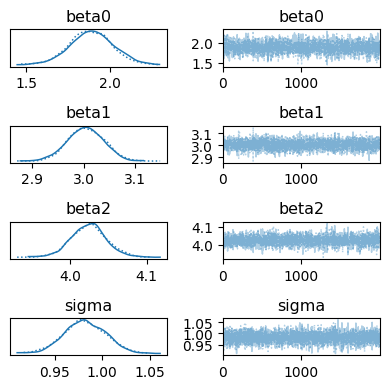 beta0 beta0
2.0
1.5
1.5 2.0 0 1000
beta1 beta1
3.1
3.0
2.9
2.9 3.0 3.1 0 1000
beta2 beta2
4.1
4.0
4.0 4.1 0 1000
sigma sigma
1.05
1.00
0.95
0.95 1.00 1.05 0 1000